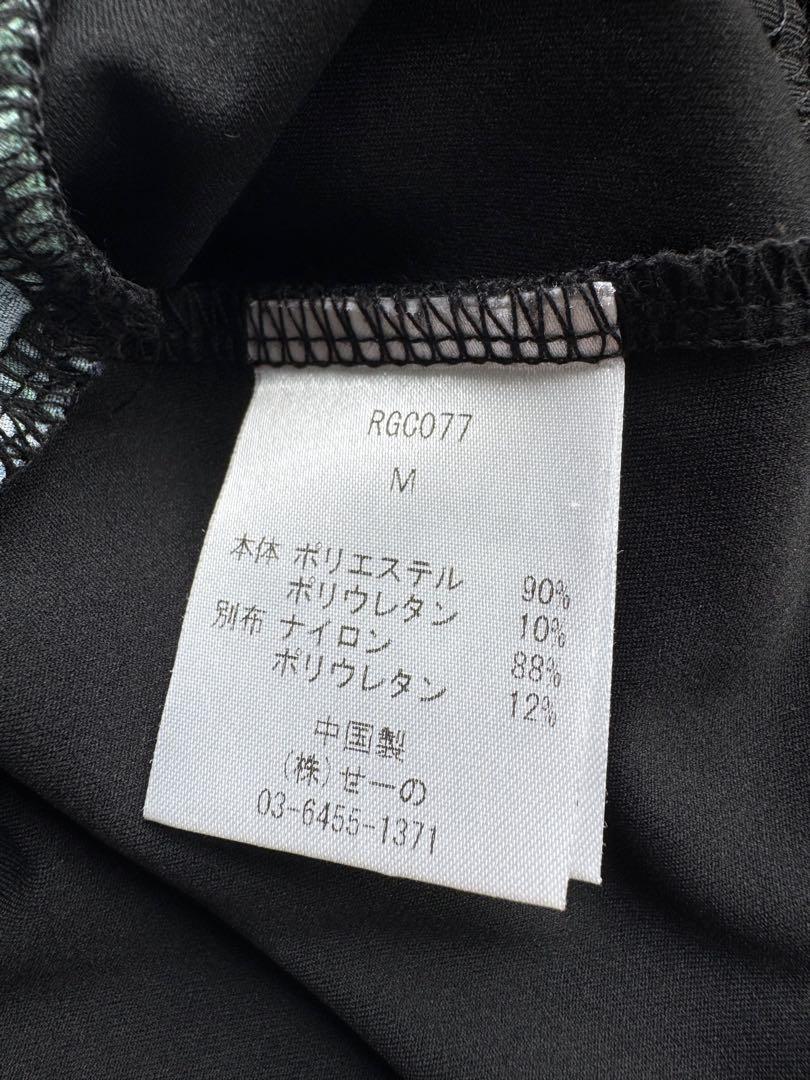 RGC077
M
本体 ポリエステル 90%
ポリウレタン 10%
別布 ナイロン 88%
ポリウレタン 12%
中国製
(株)せーの
03-6455-1371